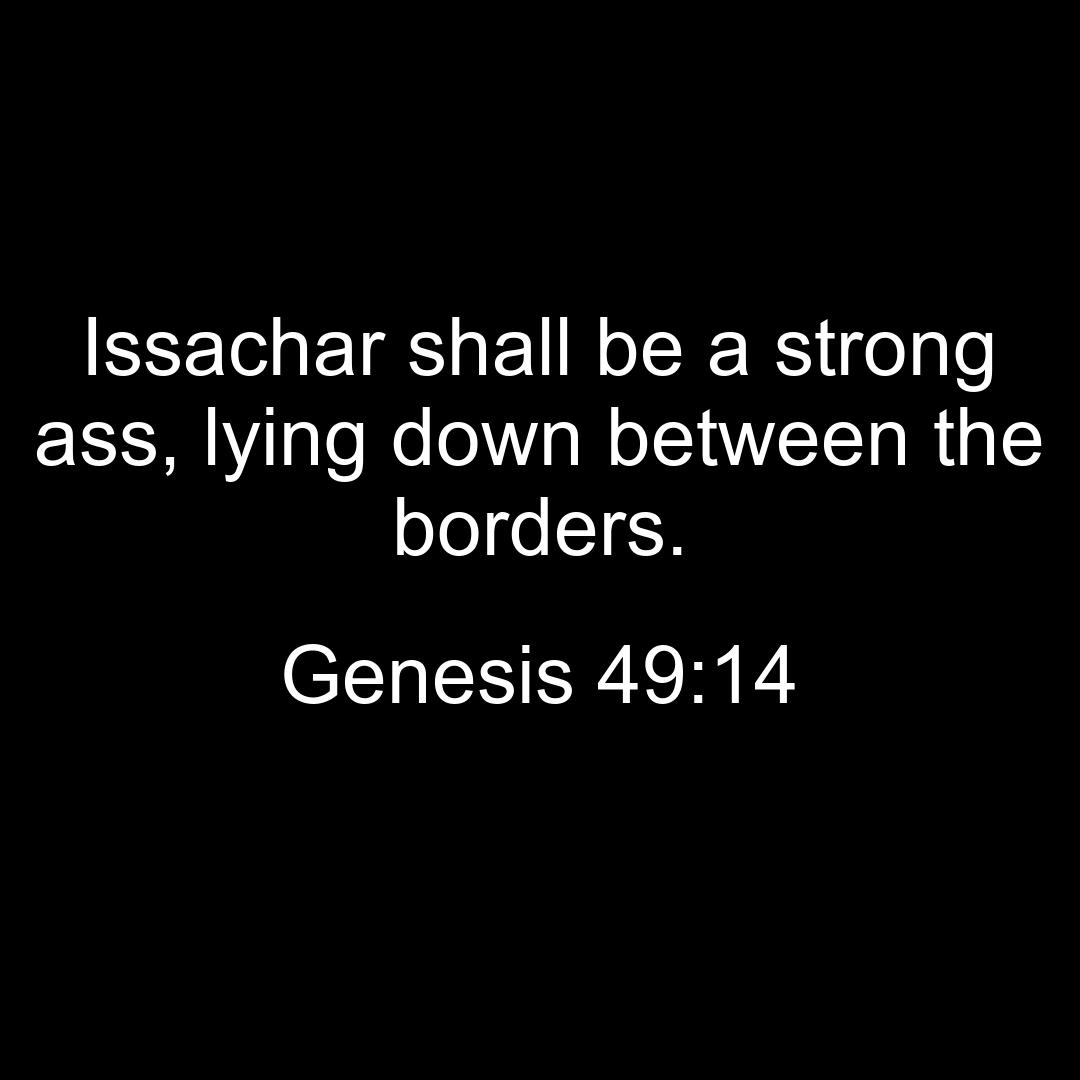 Issachar shall be a strong
ass, lying down between the
borders.
Genesis 49:14